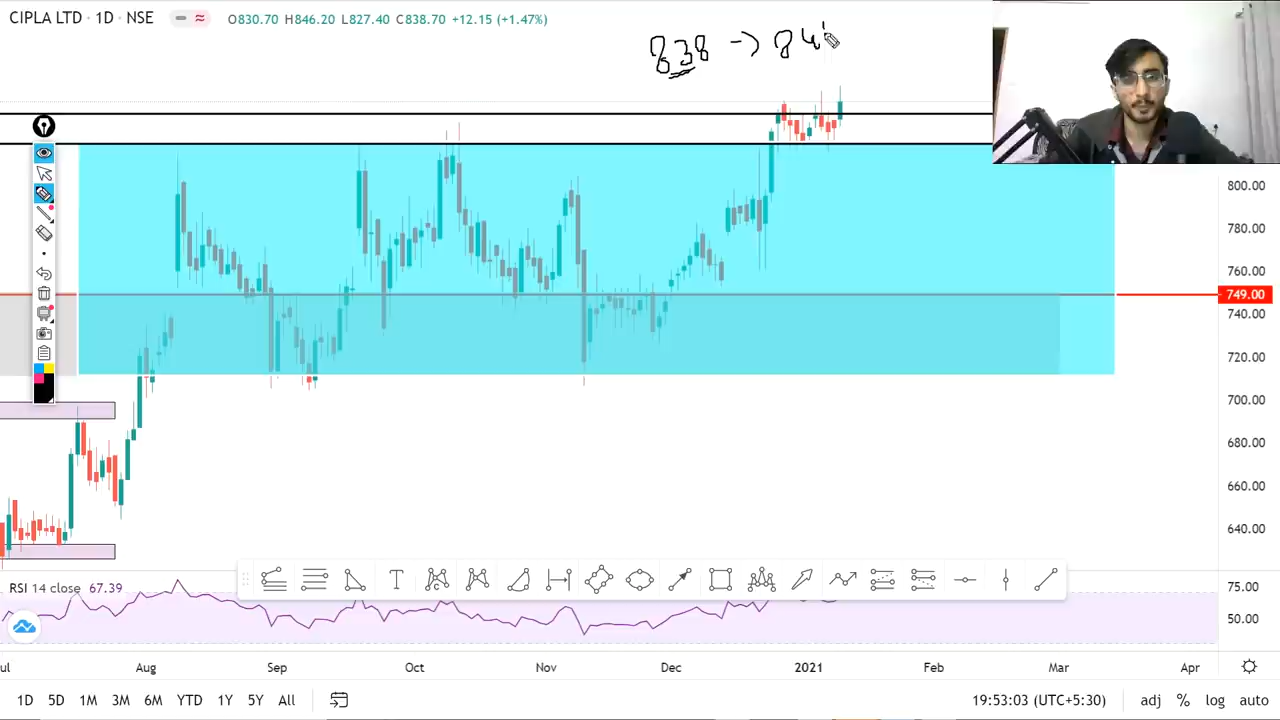 CIPLA LTD • 1D • NSE O830.70 H846.20 L827.40 C838.70 +12.15 (+1.47%)
838 → 84
800.00
780.00
760.00
749.00
740.00
720.00
700.00
680.00
660.00
640.00
T
RSI 14 close 67.39
75.00
50.00
ul Aug Sep Oct Nov Dec 2021 Feb Mar Apr
1D 5D 1M 3M 6M YTD 1Y 5Y All 19:53:03 (UTC+5:30) adj % log auto